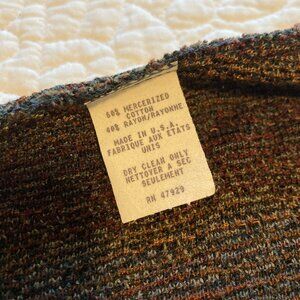 60% MERCERIZED
COTTON
40% RAYON/RAYONNE
MADE IN U.S.A.
FABRIQUE AUX ETATS
UNIS
DRY CLEAN ONLY
NETTOYER A SEC
SEULEMENT
RN 47929